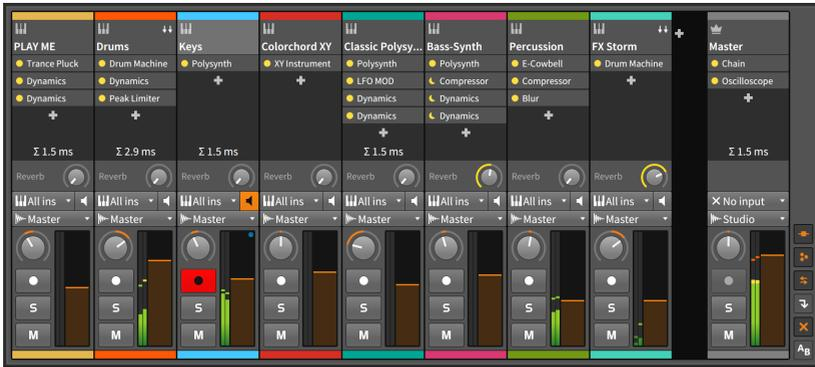 PLAY ME
Drums
Keys
Colorchord XY
Classic Polysy...
Bass-Synth
Percussion
FX Storm
Master
Trance Pluck
Drum Machine
Polysynth
XY Instrument
Polysynth
Polysynth
E-Cowbell
Drum Machine
Chain
Dynamics
Dynamics
LFO MOD
Compressor
Compressor
Oscilloscope
Dynamics
Peak Limiter
Dynamics
Dynamics
Blur
Dynamics
Dynamics
Σ 1.5 ms
Σ 2.9 ms
Σ 1.5 ms
Σ 1.5 ms
Σ 1.5 ms
Reverb
Reverb
Reverb
Reverb
Reverb
Reverb
Reverb
Reverb
All ins
All ins
All ins
All ins
All ins
All ins
All ins
All ins
No input
Master
Master
Master
Master
Master
Master
Master
Master
Studio
S
S
S
S
S
S
S
S
S
M
M
M
M
M
M
M
M
M
AB